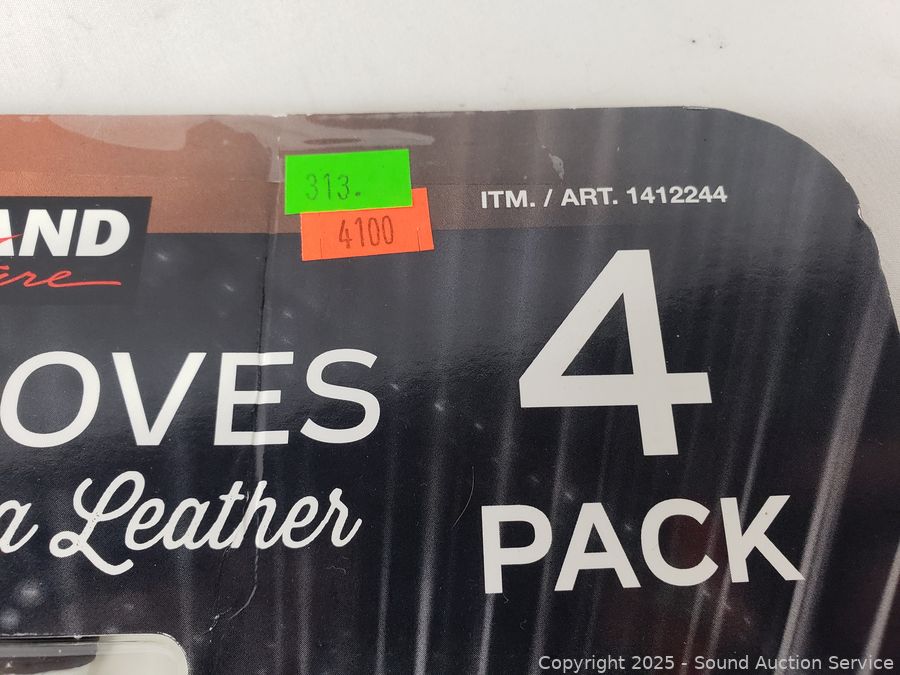 313.
4100
ITM. / ART. 1412244
AND
OVES
a Leather
4
PACK
Copyright 2025 - Sound Auction Service